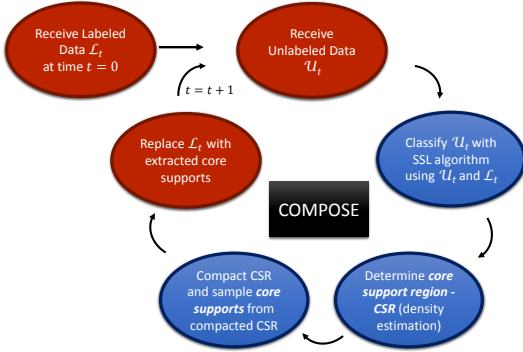 Receive Labeled
Data ℒₜ
at time t = 0
Receive
Unlabeled Data
𝒰ₜ
t = t + 1
Replace ℒₜ with
extracted core
supports
Classify 𝒰ₜ with
SSL algorithm
using 𝒰ₜ and ℒₜ
COMPOSE
Compact CSR
and sample core
supports from
compacted CSR
Determine core
support region -
CSR (density
estimation)